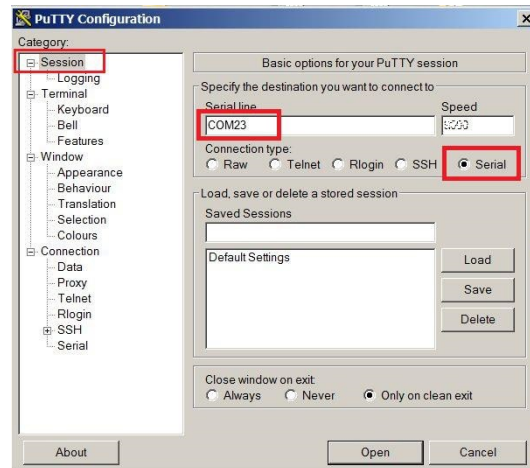 PuTTY Configuration
Category:
Session
Logging
Terminal
Keyboard
Bell
Features
Window
Appearance
Behaviour
Translation
Selection
Colours
Connection
Data
Proxy
Telnet
Rlogin
SSH
Serial
Basic options for your PuTTY session
Specify the destination you want to connect to
Serial line Speed
COM23
Connection type:
Raw Telnet Rlogin SSH Serial
Load, save or delete a stored session
Saved Sessions
Default Settings
Load
Save
Delete
Close window on exit:
Always Never Only on clean exit
About Open Cancel